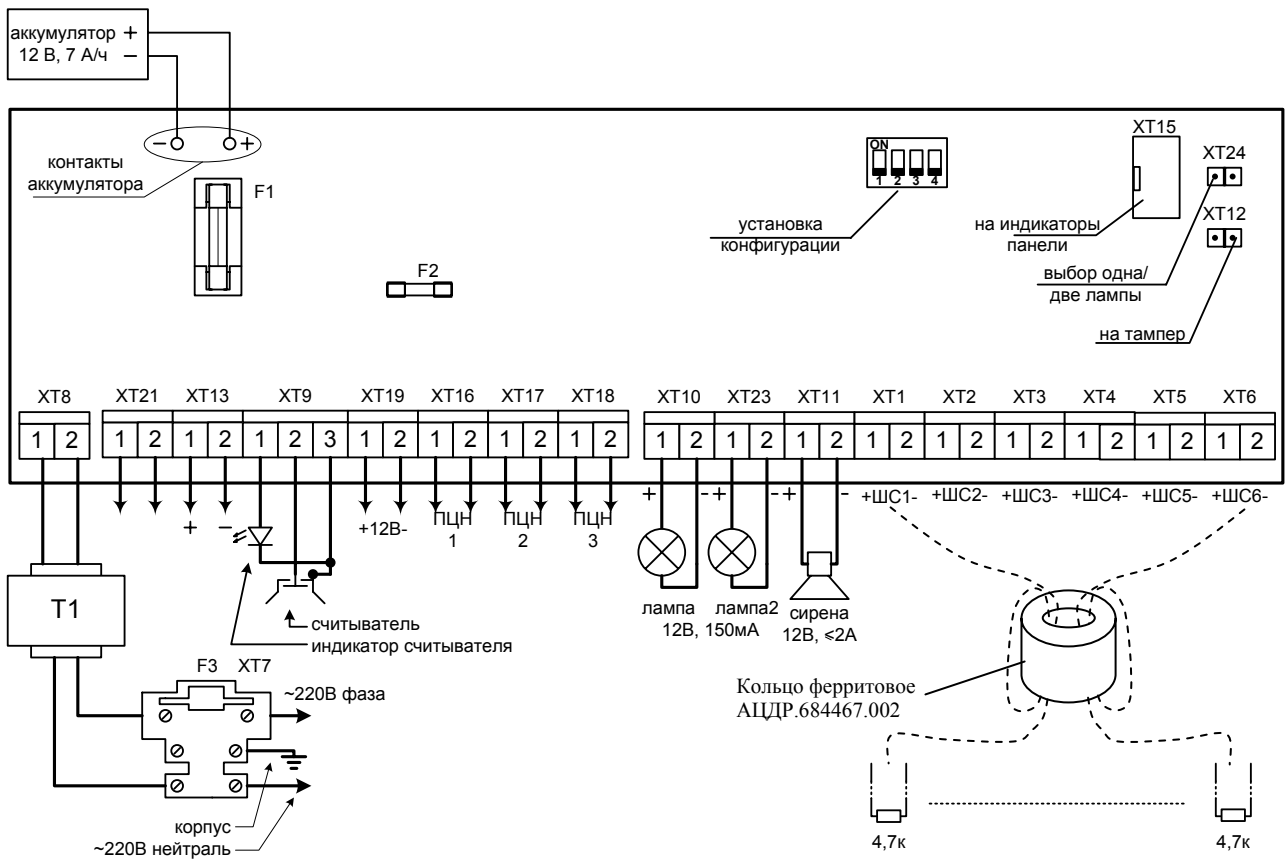 аккумулятор +
12 В, 7 А/ч −
− +
контакты
аккумулятора
F1
F2
ON
1 2 3 4
установка
конфигурации
XT15
на индикаторы
панели
XT24
XT12
выбор одна/
две лампы
на тампер
XT8 XT21 XT13 XT9 XT19 XT16 XT17 XT18 XT10 XT23 XT11 XT1 XT2 XT3 XT4 XT5 XT6
1 2 1 2 1 2 1 2 3 1 2 1 2 1 2 1 2 1 2 1 2 1 2 1 2 1 2 1 2 1 2 1 2 1 2
+ − +12В- ПЦН ПЦН ПЦН
1 2 3
+ -+ -+ - +ШС1- +ШС2- +ШС3- +ШС4- +ШС5- +ШС6-
T1
считыватель
индикатор считывателя
лампа лампа2 сирена
12В, 150мА 12В, ⩽2А
F3 XT7
~220В фаза
корпус
~220В нейтраль
Кольцо ферритовое
АЦДР.684467.002
4,7к 4,7к